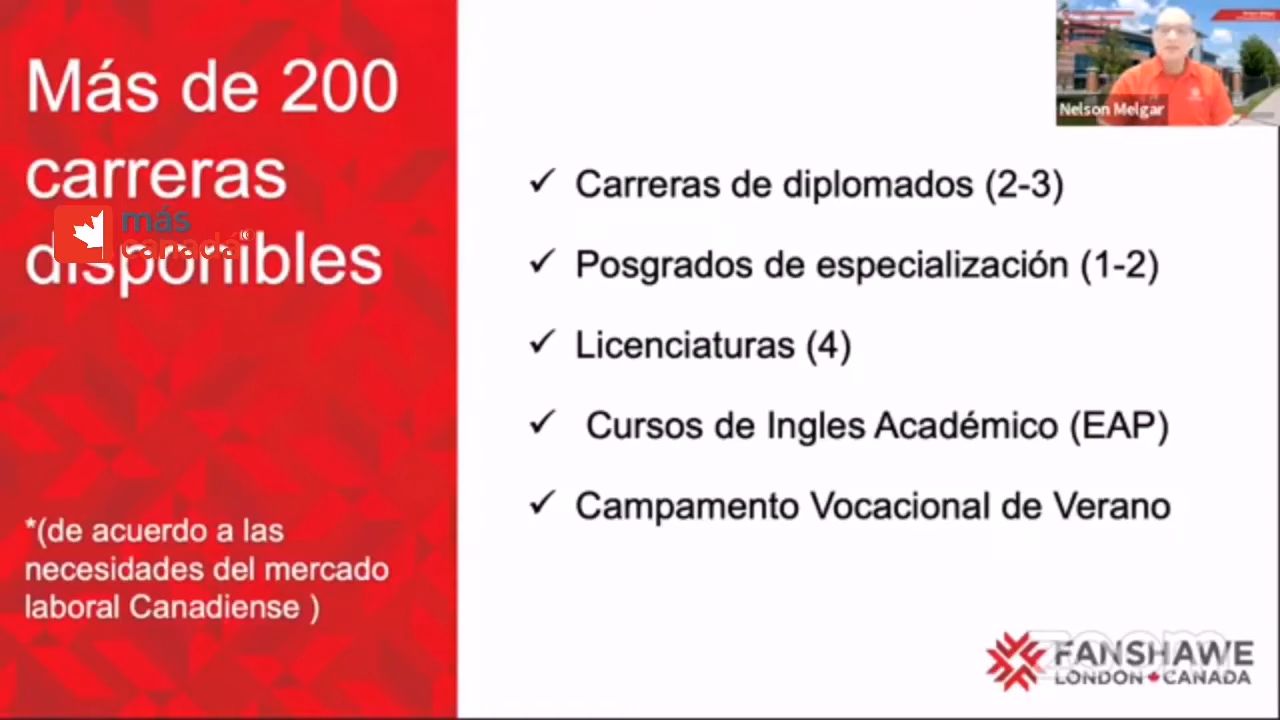 Más de 200
carreras
disponibles
más
canadá
*(de acuerdo a las
necesidades del mercado
laboral Canadiense )
Nelson Melgar
✓ Carreras de diplomados (2-3)
✓ Posgrados de especialización (1-2)
✓ Licenciaturas (4)
✓ Cursos de Ingles Académico (EAP)
✓ Campamento Vocacional de Verano
zoom
FANSHAWE
LONDON CANADA